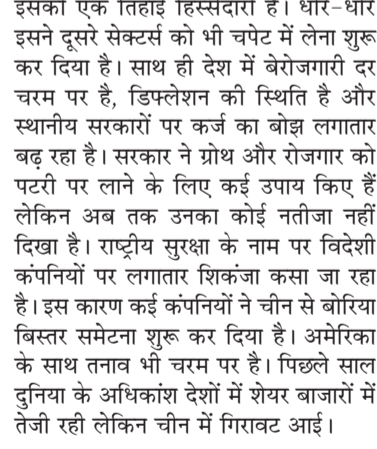 इसकी एक तिहाई हिस्सेदारी है। धीरे-धीरे
इसने दूसरे सेक्टर्स को भी चपेट में लेना शुरू
कर दिया है। साथ ही देश में बेरोजगारी दर
चरम पर है, डिफ्लेशन की स्थिति है और
स्थानीय सरकारों पर कर्ज का बोझ लगातार
बढ़ रहा है। सरकार ने ग्रोथ और रोजगार को
पटरी पर लाने के लिए कई उपाय किए हैं
लेकिन अब तक उनका कोई नतीजा नहीं
दिखा है। राष्ट्रीय सुरक्षा के नाम पर विदेशी
कंपनियों पर लगातार शिकंजा कसा जा रहा
है। इस कारण कई कंपनियों ने चीन से बोरिया
बिस्तर समेटना शुरू कर दिया है। अमेरिका
के साथ तनाव भी चरम पर है। पिछले साल
दुनिया के अधिकांश देशों में शेयर बाजारों में
तेजी रही लेकिन चीन में गिरावट आई।